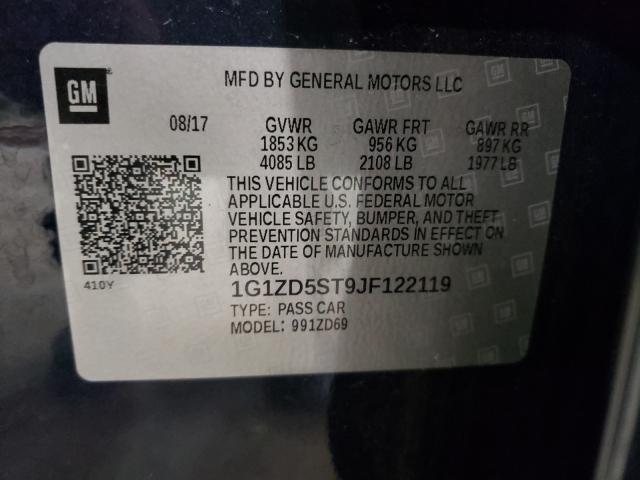 GM
MFD BY GENERAL MOTORS LLC
08/17 GVWR GAWR FRT GAWR RR
1853 KG 956 KG 897 KG
4085 LB 2108 LB 1977 LB
THIS VEHICLE CONFORMS TO ALL
APPLICABLE U.S. FEDERAL MOTOR
VEHICLE SAFETY, BUMPER, AND THEFT
PREVENTION STANDARDS IN EFFECT ON
THE DATE OF MANUFACTURE SHOWN
ABOVE.
410Y
1G1ZD5ST9JF122119
TYPE: PASS CAR
MODEL: 991ZD69